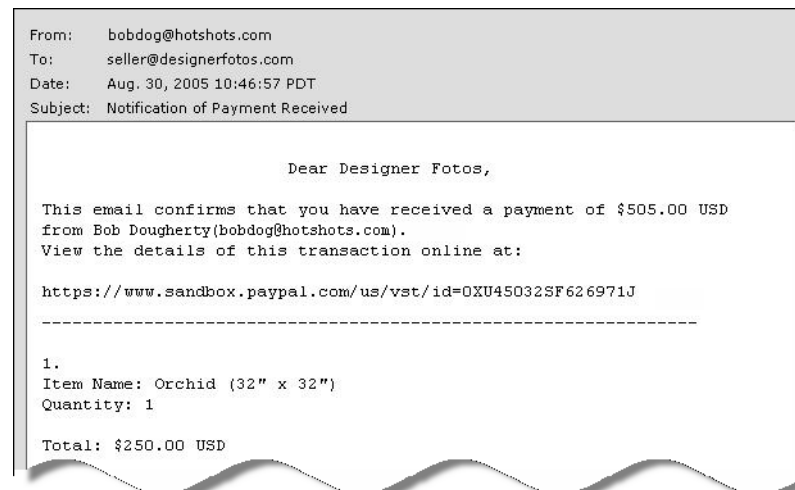 From: bobdog@hotshots.com
To: seller@designerfotos.com
Date: Aug. 30, 2005 10:46:57 PDT
Subject: Notification of Payment Received
Dear Designer Fotos,
This email confirms that you have received a payment of $505.00 USD
from Bob Dougherty(bobdog@hotshots.com).
View the details of this transaction online at:
https://www.sandbox.paypal.com/us/vst/id=0XU45032SF626971J
----------------------------------------------------------------
1.
Item Name: Orchid (32" x 32")
Quantity: 1
Total: $250.00 USD